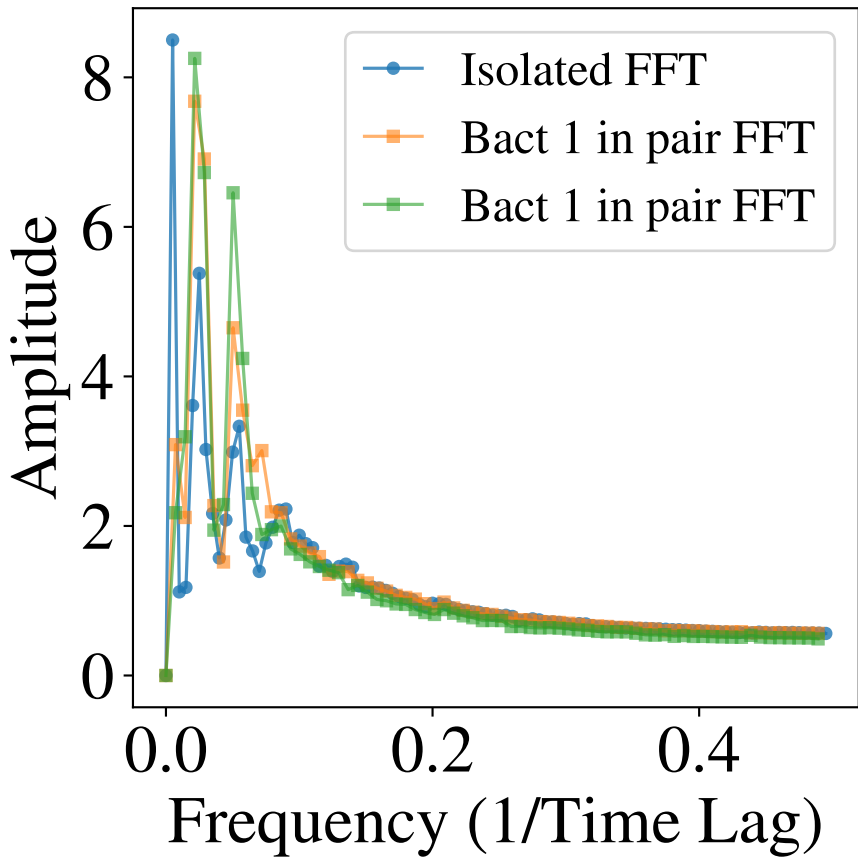 Isolated FFT
Bact 1 in pair FFT
Bact 1 in pair FFT
Amplitude
8
6
4
2
0
0.0 0.2 0.4
Frequency (1/Time Lag)